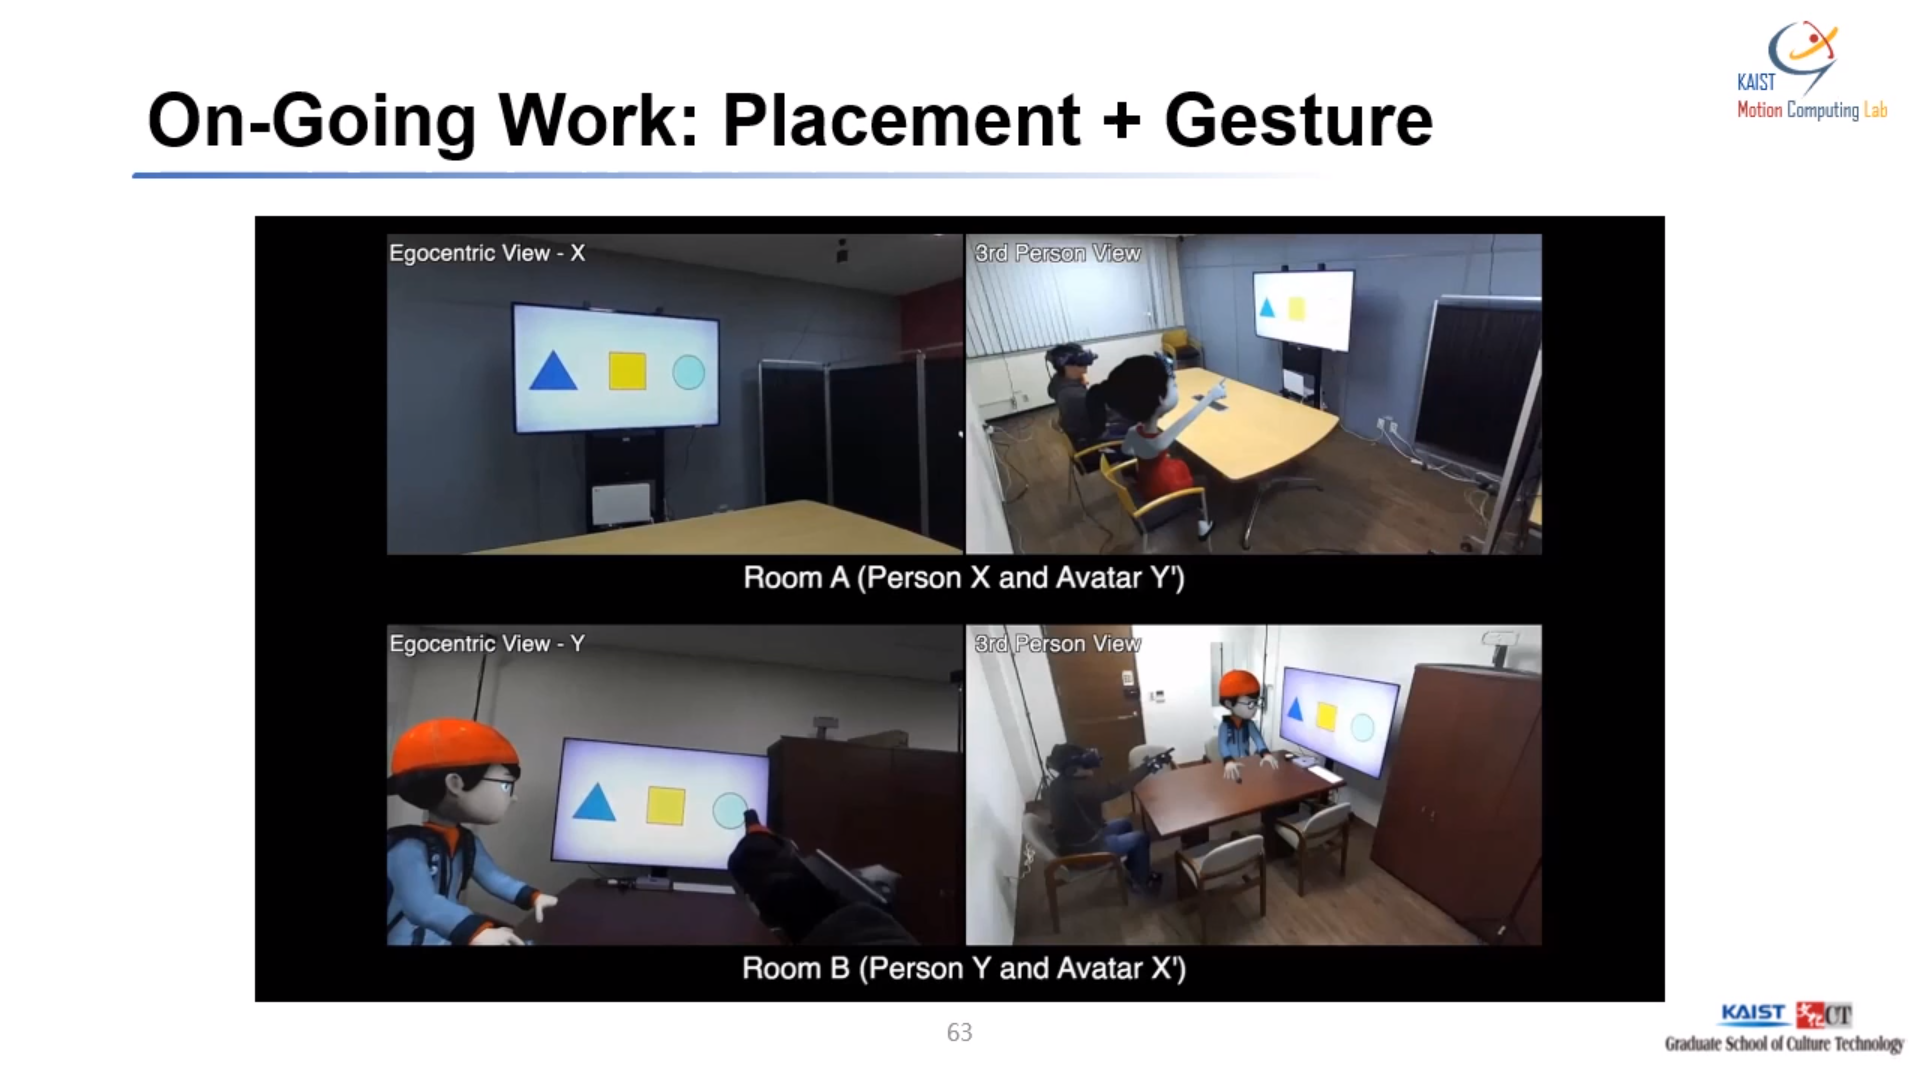 On-Going Work: Placement + Gesture
KAIST
Motion Computing Lab
Egocentric View - X
3rd Person View
Room A (Person X and Avatar Y')
Egocentric View - Y
3rd Person View
Room B (Person Y and Avatar X')
63
KAIST CT
Graduate School of Culture Technology